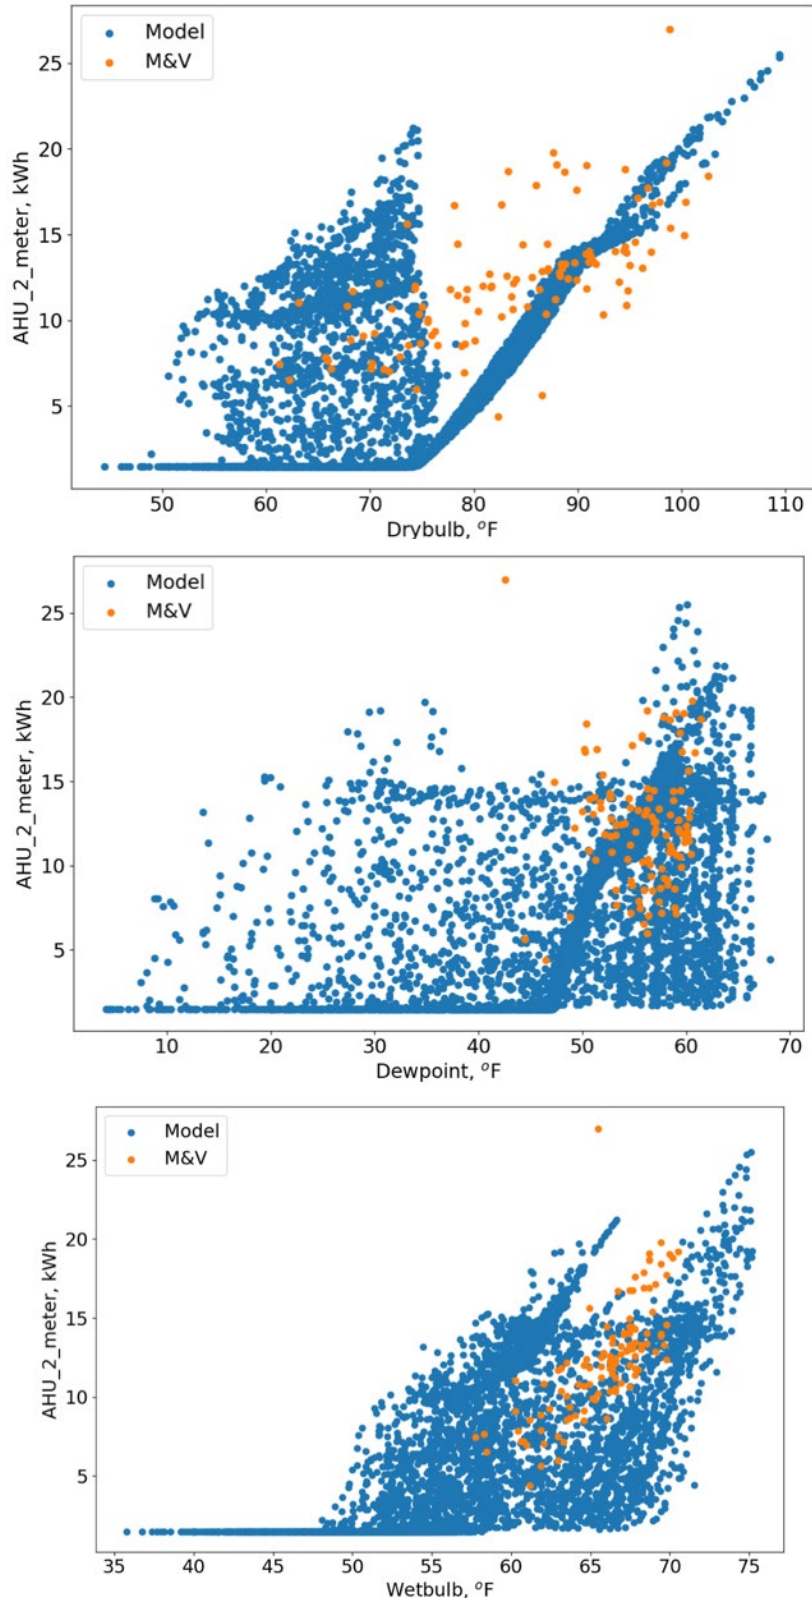 Model
M&V
25
20
15
10
5
AHU_2_meter, kWh
50 60 70 80 90 100 110
Drybulb, °F
Model
M&V
25
20
15
10
5
AHU_2_meter, kWh
10 20 30 40 50 60 70
Dewpoint, °F
Model
M&V
25
20
15
10
5
AHU_2_meter, kWh
35 40 45 50 55 60 65 70 75
Wetbulb, °F